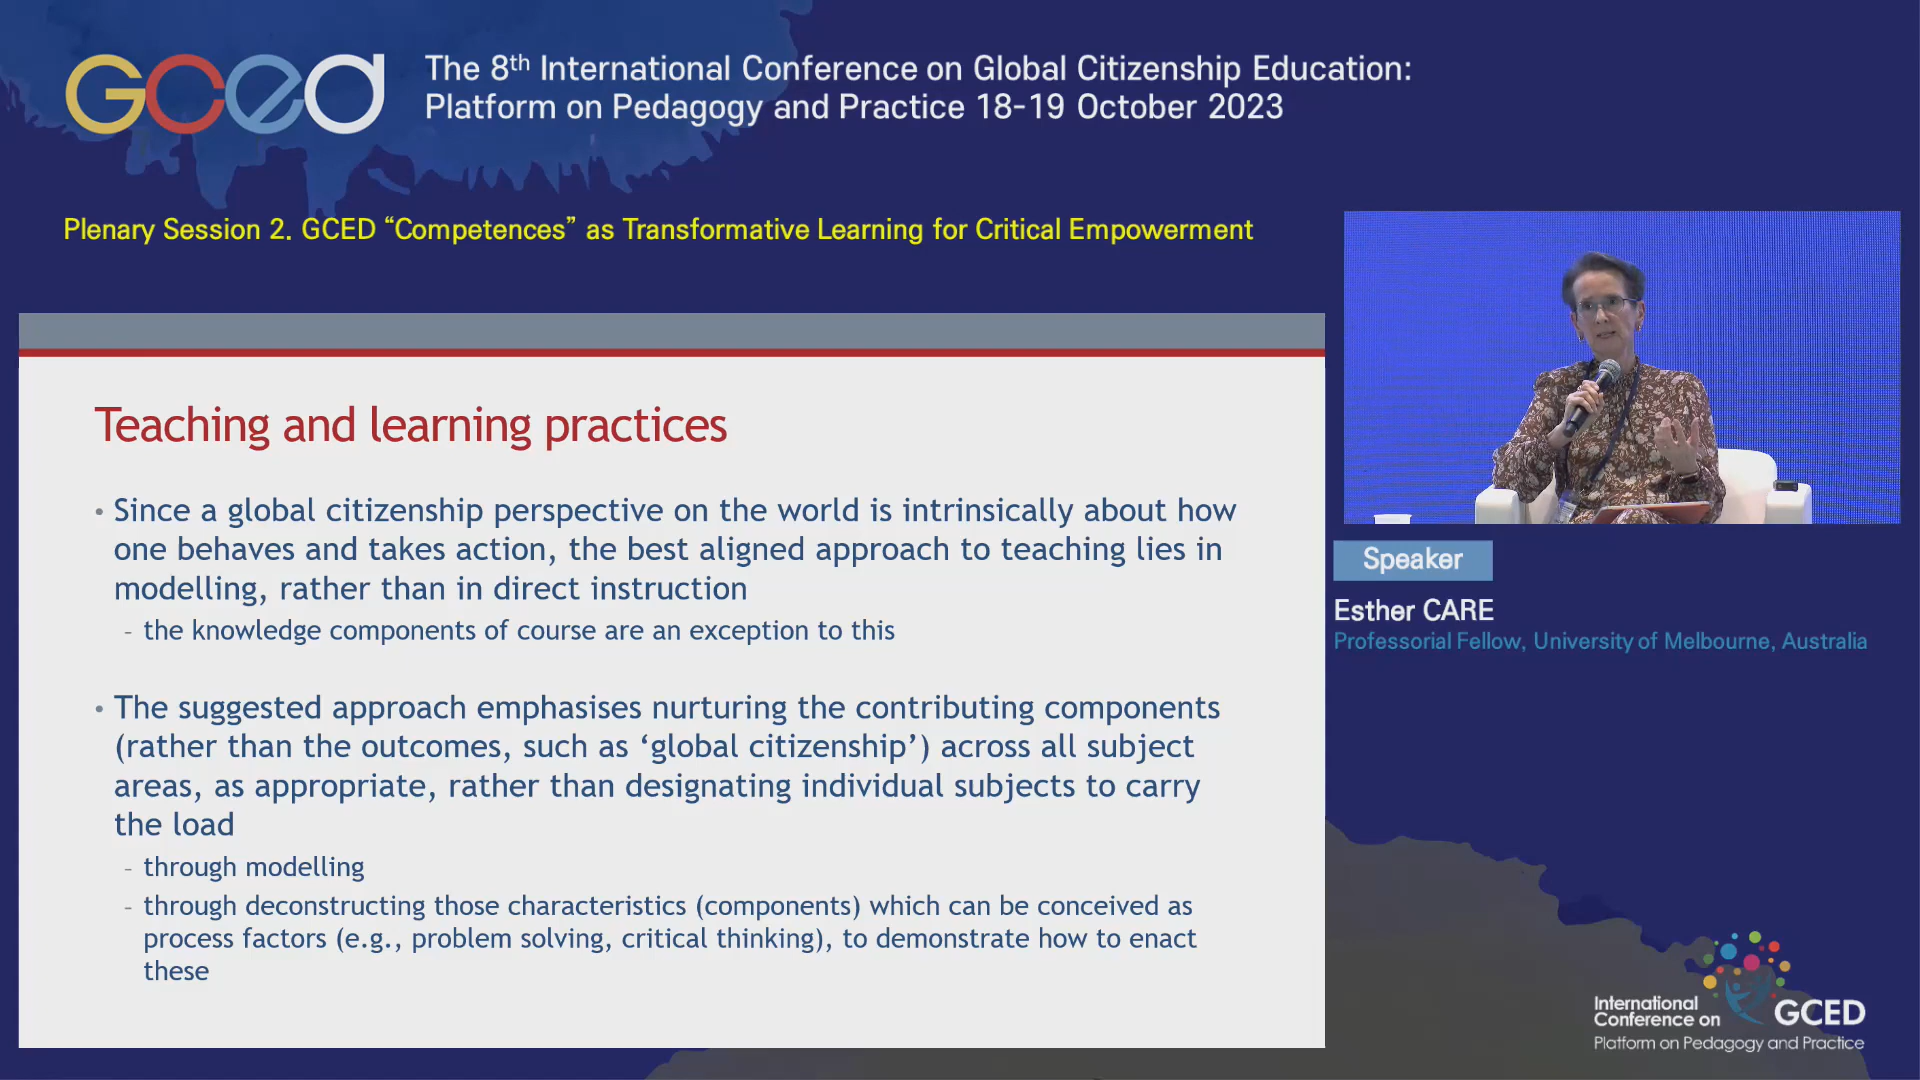 GCED
The 8th International Conference on Global Citizenship Education:
Platform on Pedagogy and Practice 18-19 October 2023
Plenary Session 2. GCED “Competences” as Transformative Learning for Critical Empowerment
Teaching and learning practices
• Since a global citizenship perspective on the world is intrinsically about how
one behaves and takes action, the best aligned approach to teaching lies in
modelling, rather than in direct instruction
- the knowledge components of course are an exception to this
• The suggested approach emphasises nurturing the contributing components
(rather than the outcomes, such as ‘global citizenship’) across all subject
areas, as appropriate, rather than designating individual subjects to carry
the load
- through modelling
- through deconstructing those characteristics (components) which can be conceived as
process factors (e.g., problem solving, critical thinking), to demonstrate how to enact
these
Speaker
Esther CARE
Professorial Fellow, University of Melbourne, Australia
International
Conference on GCED
Platform on Pedagogy and Practice